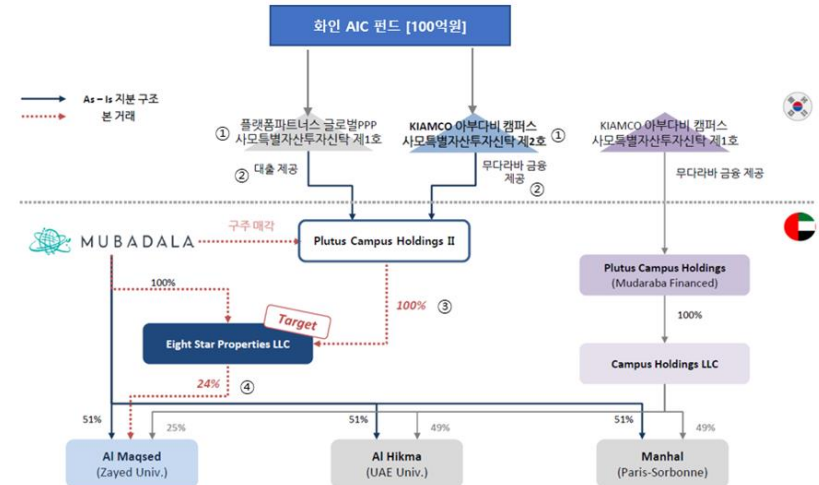 화인 AIC 펀드 [100억원]
As – Is 지분 구조
본 거래
① 플랫폼파트너스 글로벌PPP
사모특별자산투자신탁 제1호
KIAMCO 아부다비 캠퍼스 ①
사모특별자산투자신탁 제2호
KIAMCO 아부다비 캠퍼스
사모특별자산투자신탁 제1호
② 대출 제공
무다라바 금융
제공 ②
무다라바 금융 제공
MUBADALA
구주 매각
Plutus Campus Holdings II
Plutus Campus Holdings
(Mudaraba Financed)
100%
100% ③
100%
Target
Eight Star Properties LLC
Campus Holdings LLC
24% ④
51%
25%
51%
49%
51%
49%
Al Maqsed
(Zayed Univ.)
Al Hikma
(UAE Univ.)
Manhal
(Paris-Sorbonne)